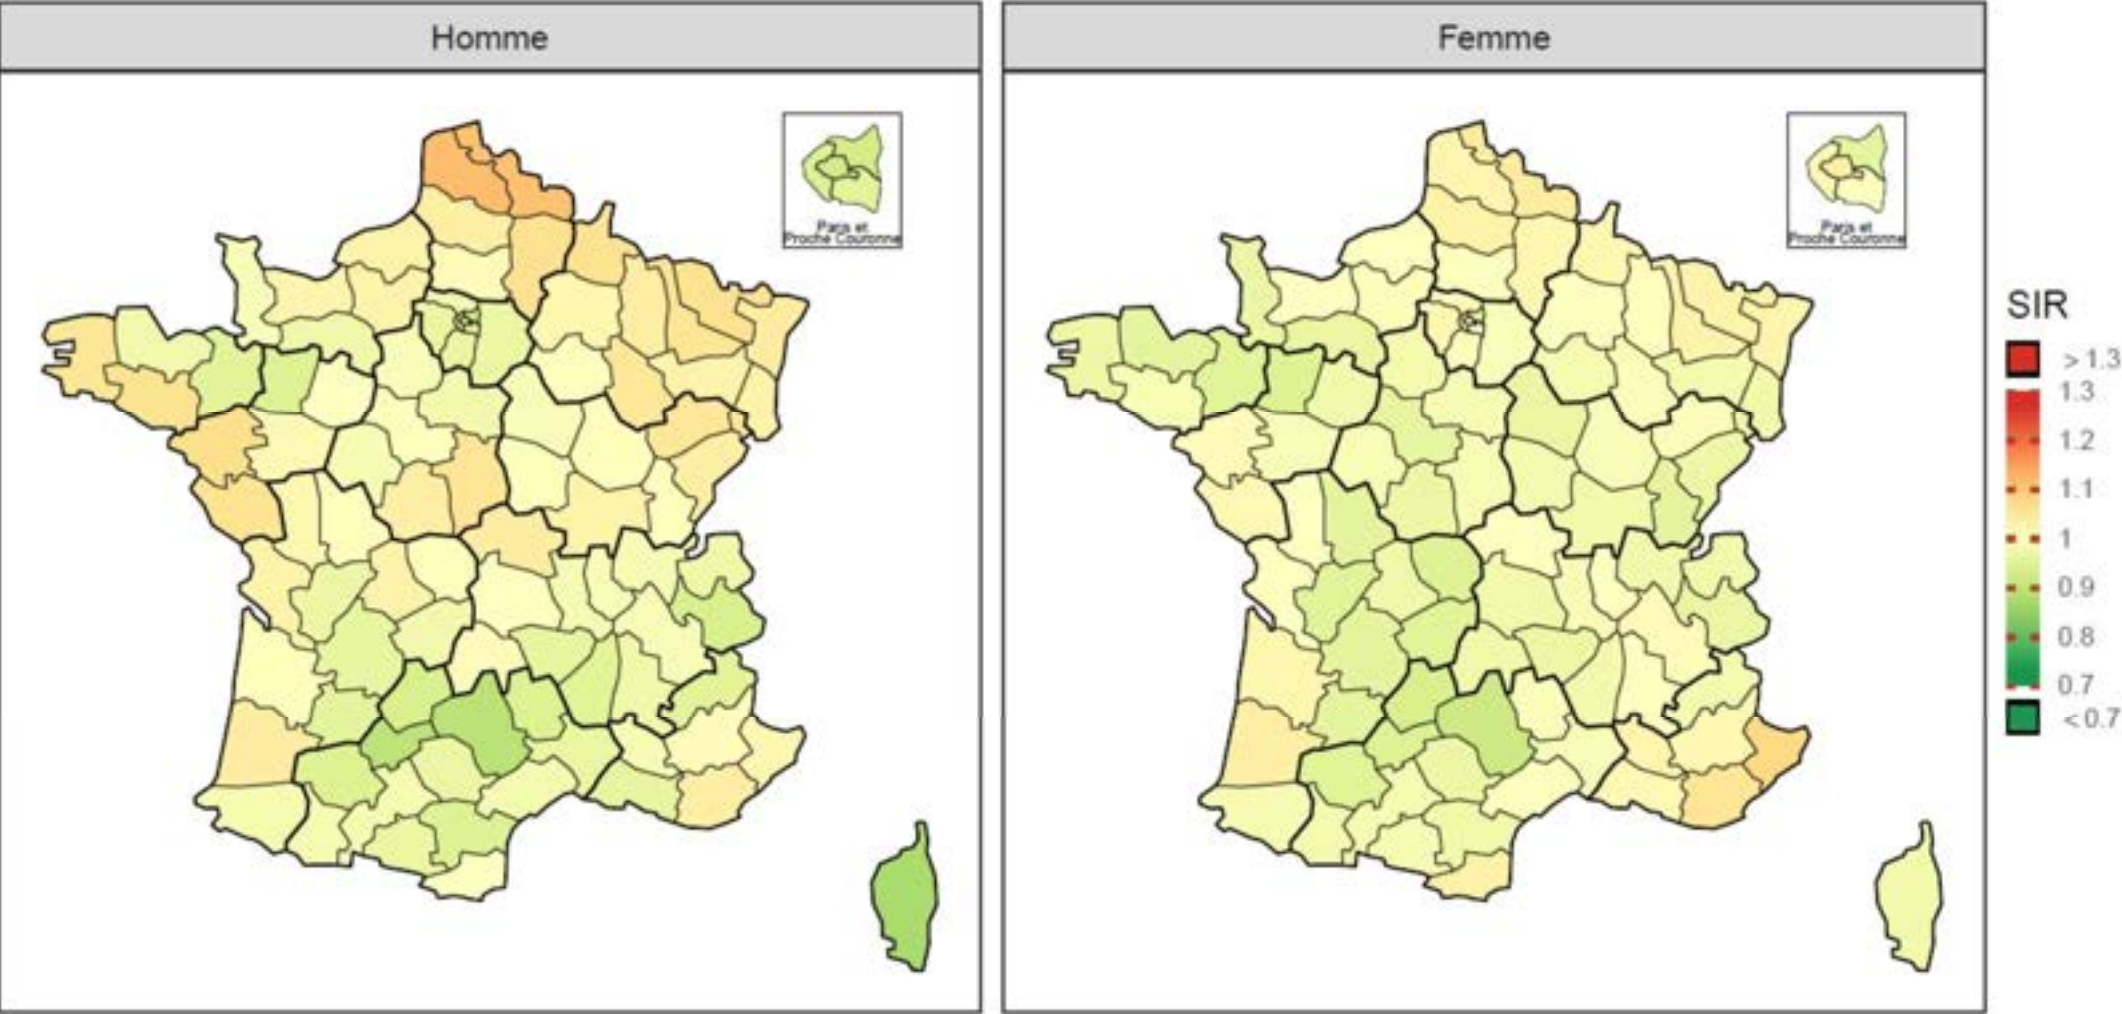 Homme
Femme
Paris et
Proche Couronne
Paris et
Proche Couronne
SIR
> 1.3
1.3
1.2
1.1
1
0.9
0.8
0.7
< 0.7